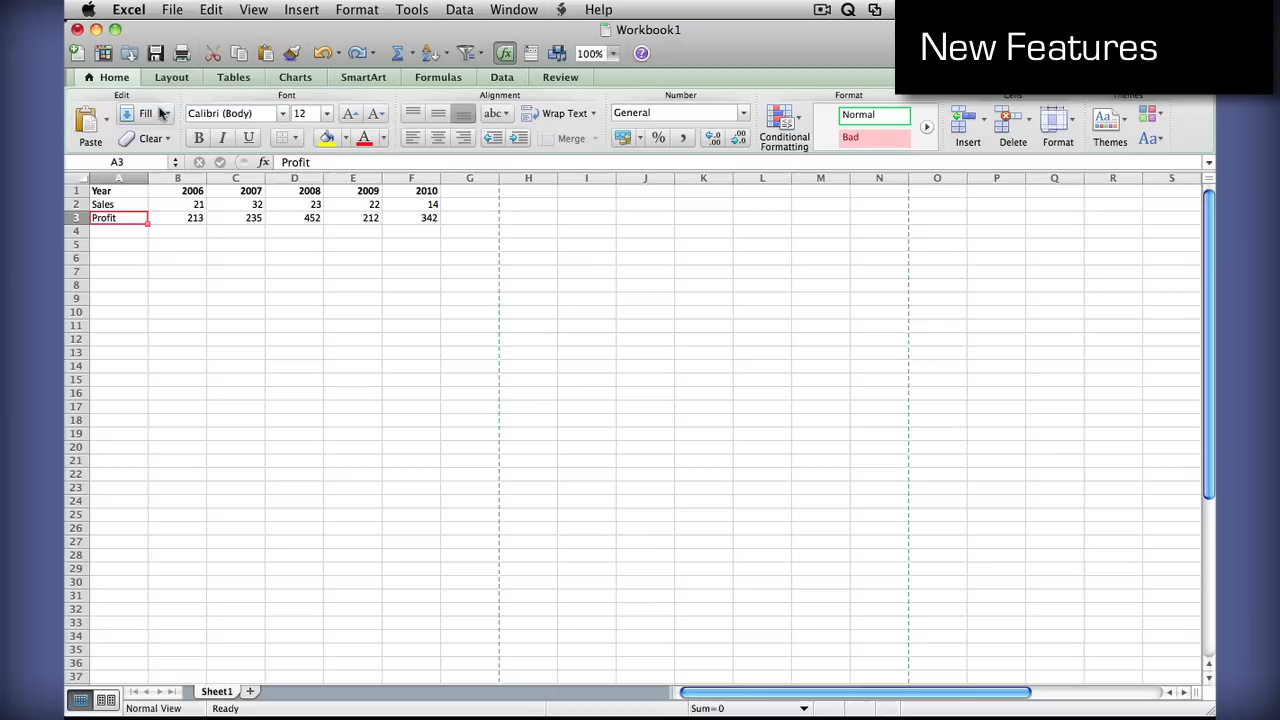 Excel File Edit View Insert Format Tools Data Window Help
New Features
Workbook1
100%
Home Layout Tables Charts SmartArt Formulas Data Review
Edit Font Alignment Number Format Cells Themes
Paste Fill Clear
Calibri (Body) 12
B I U A
abc Wrap Text
Merge
General
%
Conditional Formatting
Normal
Bad
Insert Delete Format Themes Aa
A3 fx Profit
A B C D E F G H I J K L M N O P Q R S
1 Year 2006 2007 2008 2009 2010
2 Sales 21 32 23 22 14
3 Profit 213 235 452 212 342
4
5
6
7
8
9
10
11
12
13
14
15
16
17
18
19
20
21
22
23
24
25
26
27
28
29
30
31
32
33
34
35
36
37
Sheet1
Normal View Ready Sum=0